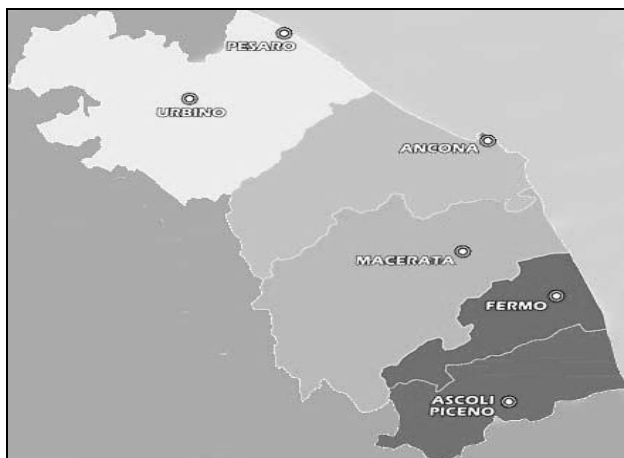 PESARO
URBINO
ANCONA
MACERATA
FERMO
ASCOLI
PICENO